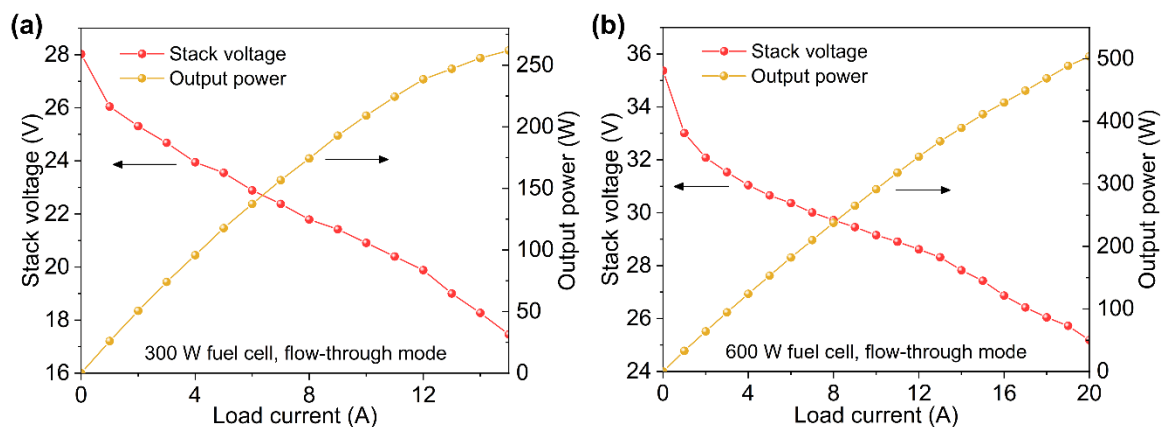 (a)
Stack voltage
Output power
28
26
24
22
20
18
16
Stack voltage (V)
250
200
150
100
50
0
Output power (W)
300 W fuel cell, flow-through mode
0 4 8 12
Load current (A)
(b)
Stack voltage
Output power
36
34
32
30
28
26
24
Stack voltage (V)
500
400
300
200
100
0
Output power (W)
600 W fuel cell, flow-through mode
0 4 8 12 16 20
Load current (A)